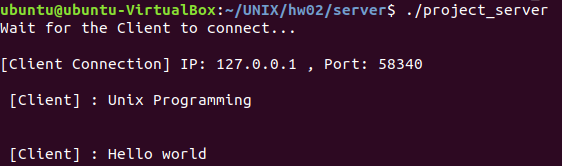 ubuntu@ubuntu-VirtualBox:~/UNIX/hw02/server$ ./project_server
Wait for the Client to connect...
[Client Connection] IP: 127.0.0.1 , Port: 58340
[Client] : Unix Programming
[Client] : Hello world